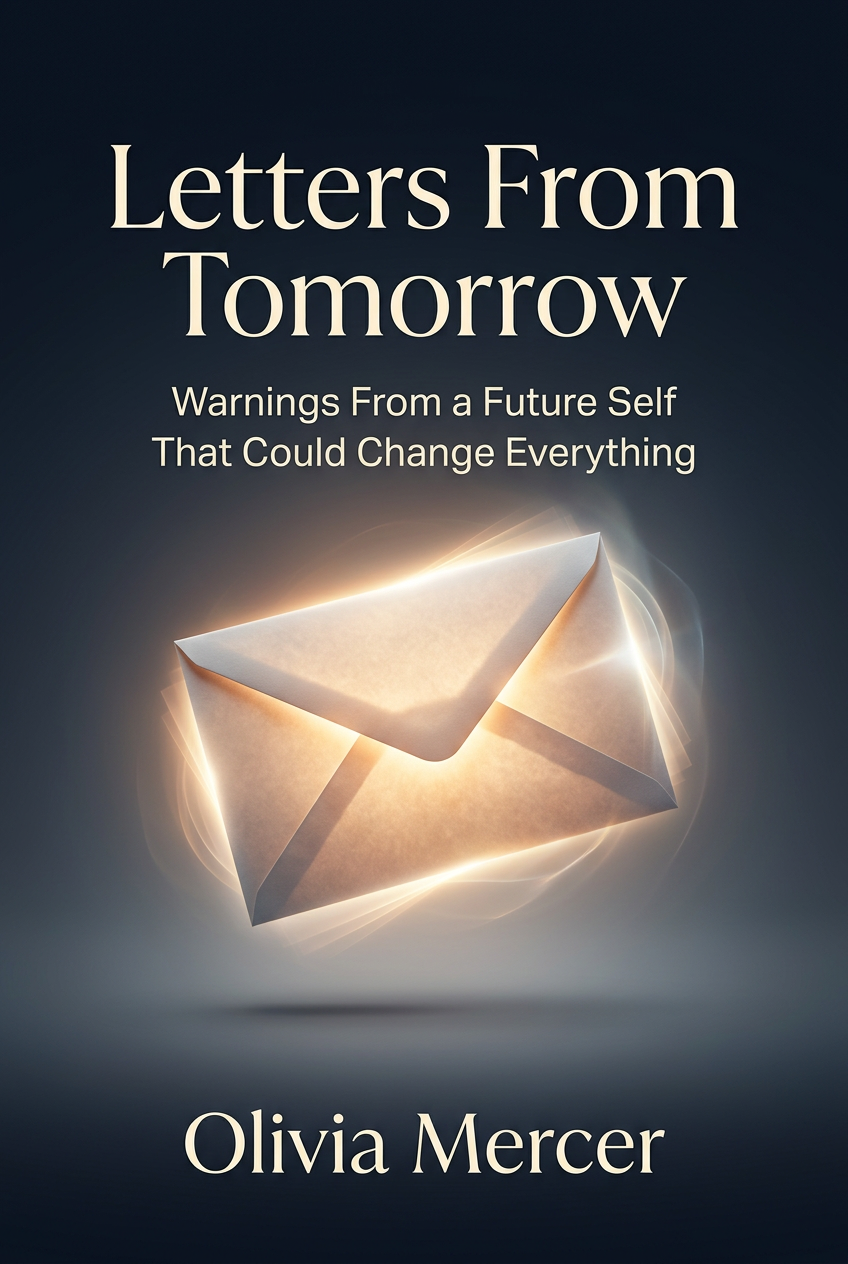 Letters From
Tomorrow
Warnings From a Future Self
That Could Change Everything
Olivia Mercer